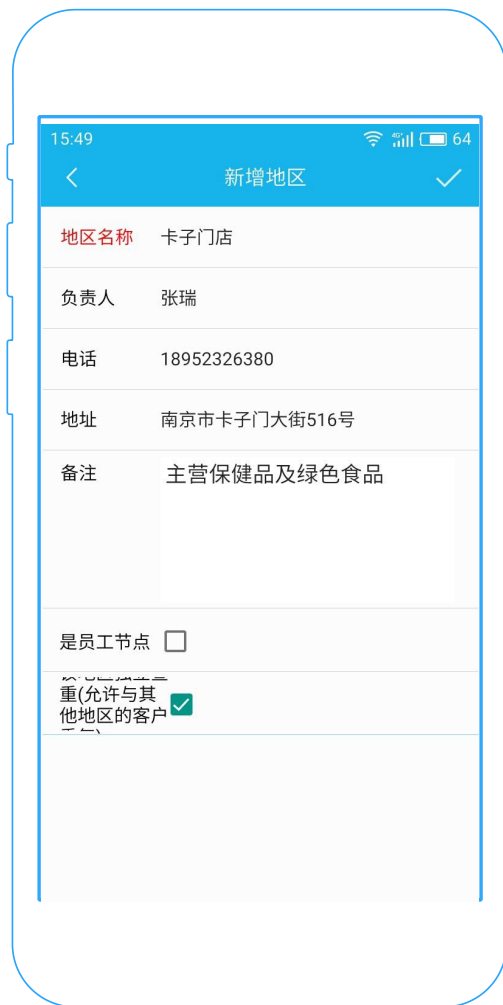 15:49
4G 64
新增地区
地区名称 卡子门店
负责人 张瑞
电话 18952326380
地址 南京市卡子门大街516号
备注 主营保健品及绿色食品
是员工节点
重(允许与其
他地区的客户